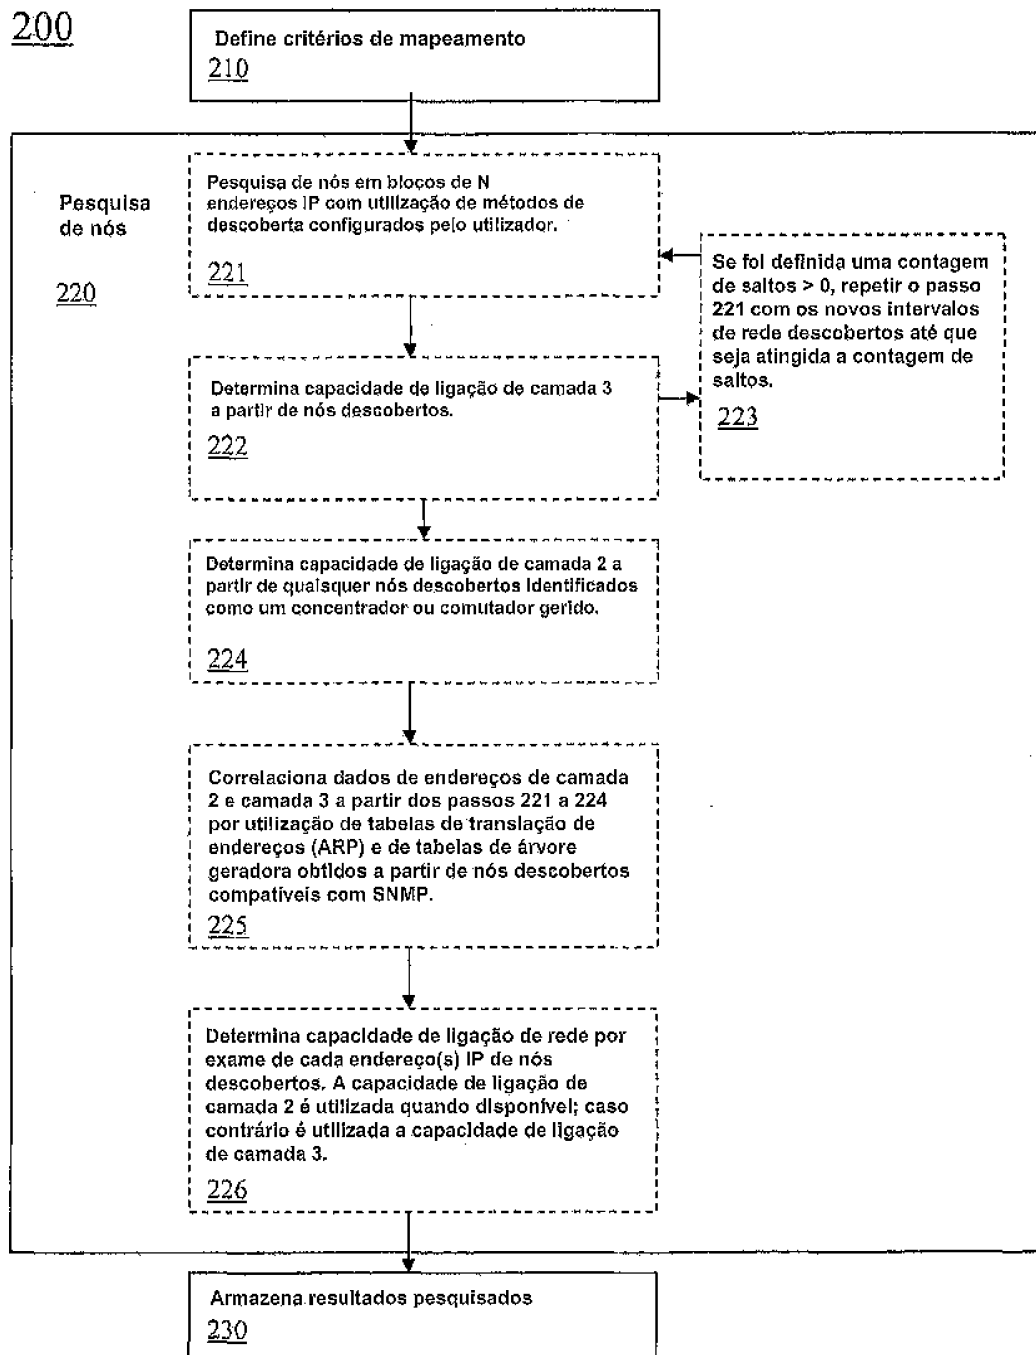 200
Define critérios de mapeamento
210
Pesquisa
de nós
220
Pesquisa de nós em blocos de N
endereços IP com utilização de métodos de
descoberta configurados pelo utilizador.
221
Se foi definida uma contagem
de saltos > 0, repetir o passo
221 com os novos intervalos
de rede descobertos até que
seja atingida a contagem de
saltos.
223
Determina capacidade de ligação de camada 3
a partir de nós descobertos.
222
Determina capacidade de ligação de camada 2 a
partir de quaisquer nós descobertos identificados
como um concentrador ou comutador gerido.
224
Correlaciona dados de endereços de camada
2 e camada 3 a partir dos passos 221 a 224
por utilização de tabelas de translação de
endereços (ARP) e de tabelas de árvore
geradora obtidos a partir de nós descobertos
compatíveis com SNMP.
225
Determina capacidade de ligação de rede por
exame de cada endereço(s) IP de nós
descobertos. A capacidade de ligação de
camada 2 é utilizada quando disponível; caso
contrário é utilizada a capacidade de ligação
de camada 3.
226
Armazena resultados pesquisados
230